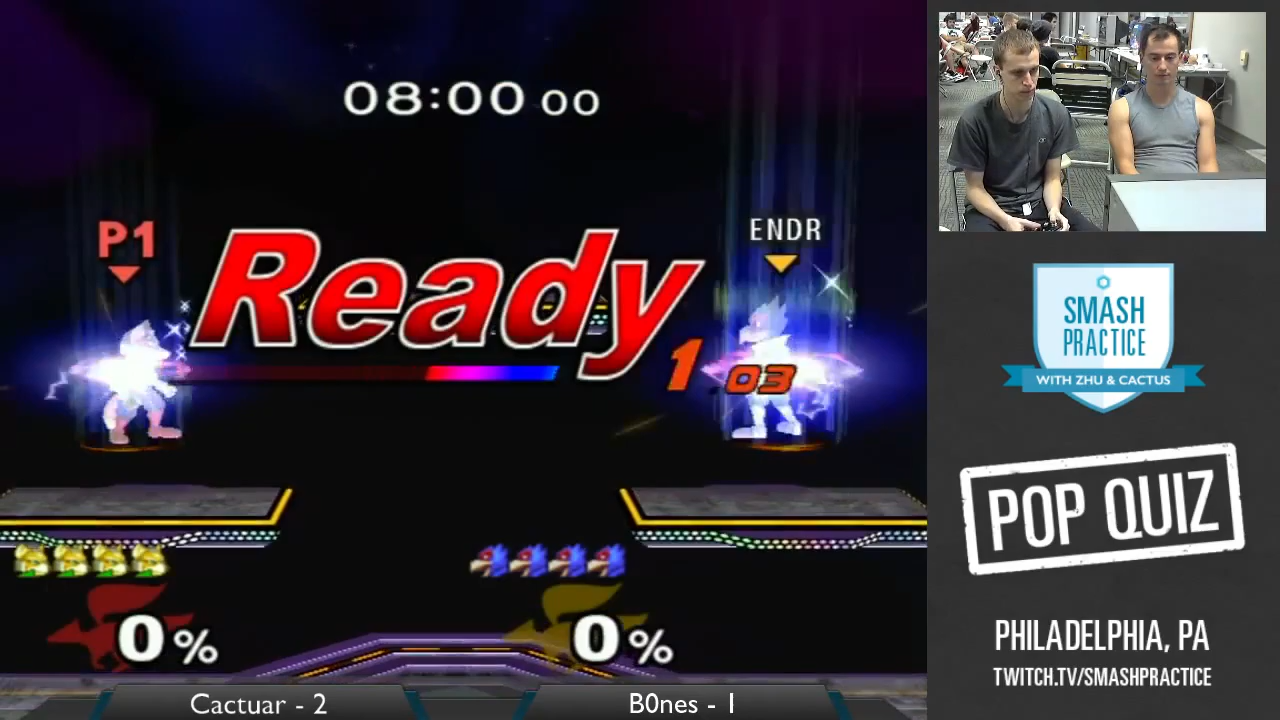 08:00 00
P1
ENDR
Ready
1 03
0%
0%
Cactuar - 2
B0nes - 1
SMASH
PRACTICE
WITH ZHU & CACTUS
POP QUIZ
PHILADELPHIA, PA
TWITCH.TV/SMASHPRACTICE